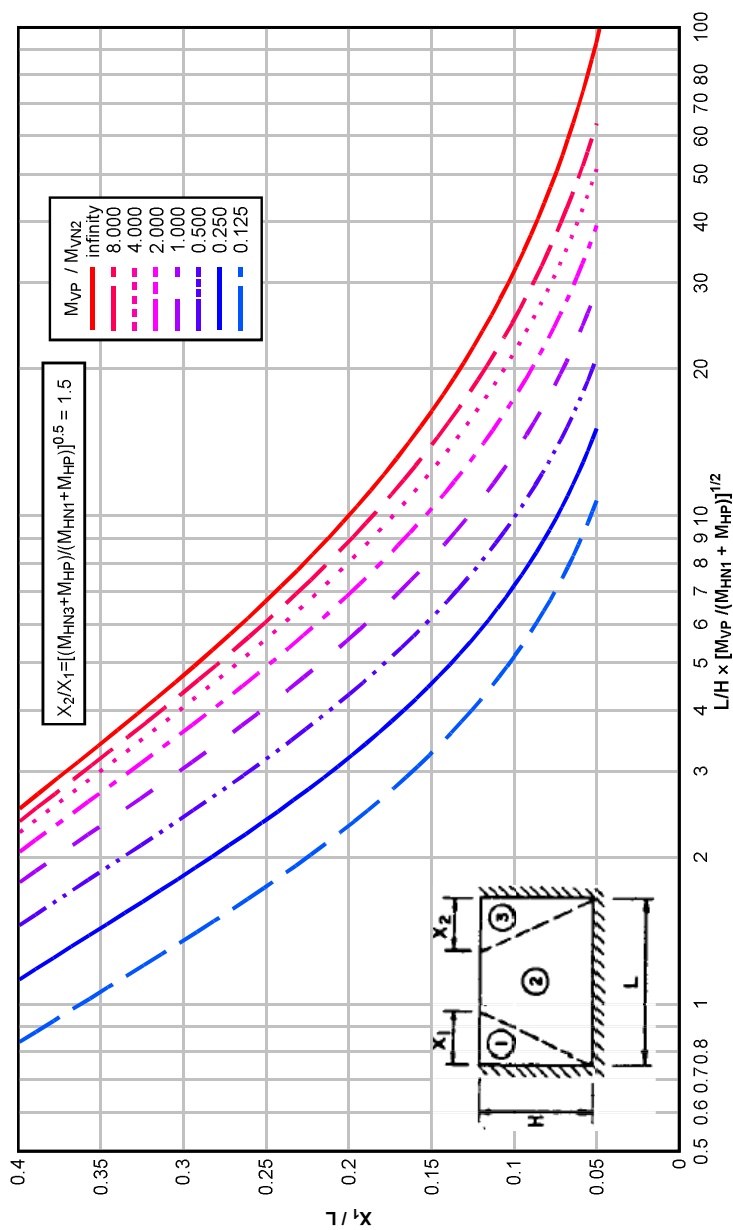 X1 / L
0.4
0.35
0.3
0.25
0.2
0.15
0.1
0.05
0
X2/X1=[(MHN3+MHP)/(MHN1+MHP)]0.5 = 1.5
MVP / MVN2
infinity
8.000
4.000
2.000
1.000
0.500
0.250
0.125
X1
X2
1
2
3
H
L
0.5 0.6 0.7 0.8 1 2 3 4 5 6 7 8 9 10 20 30 40 50 60 70 80 100
L/H × [MVP /(MHN1 + MHP)]1/2